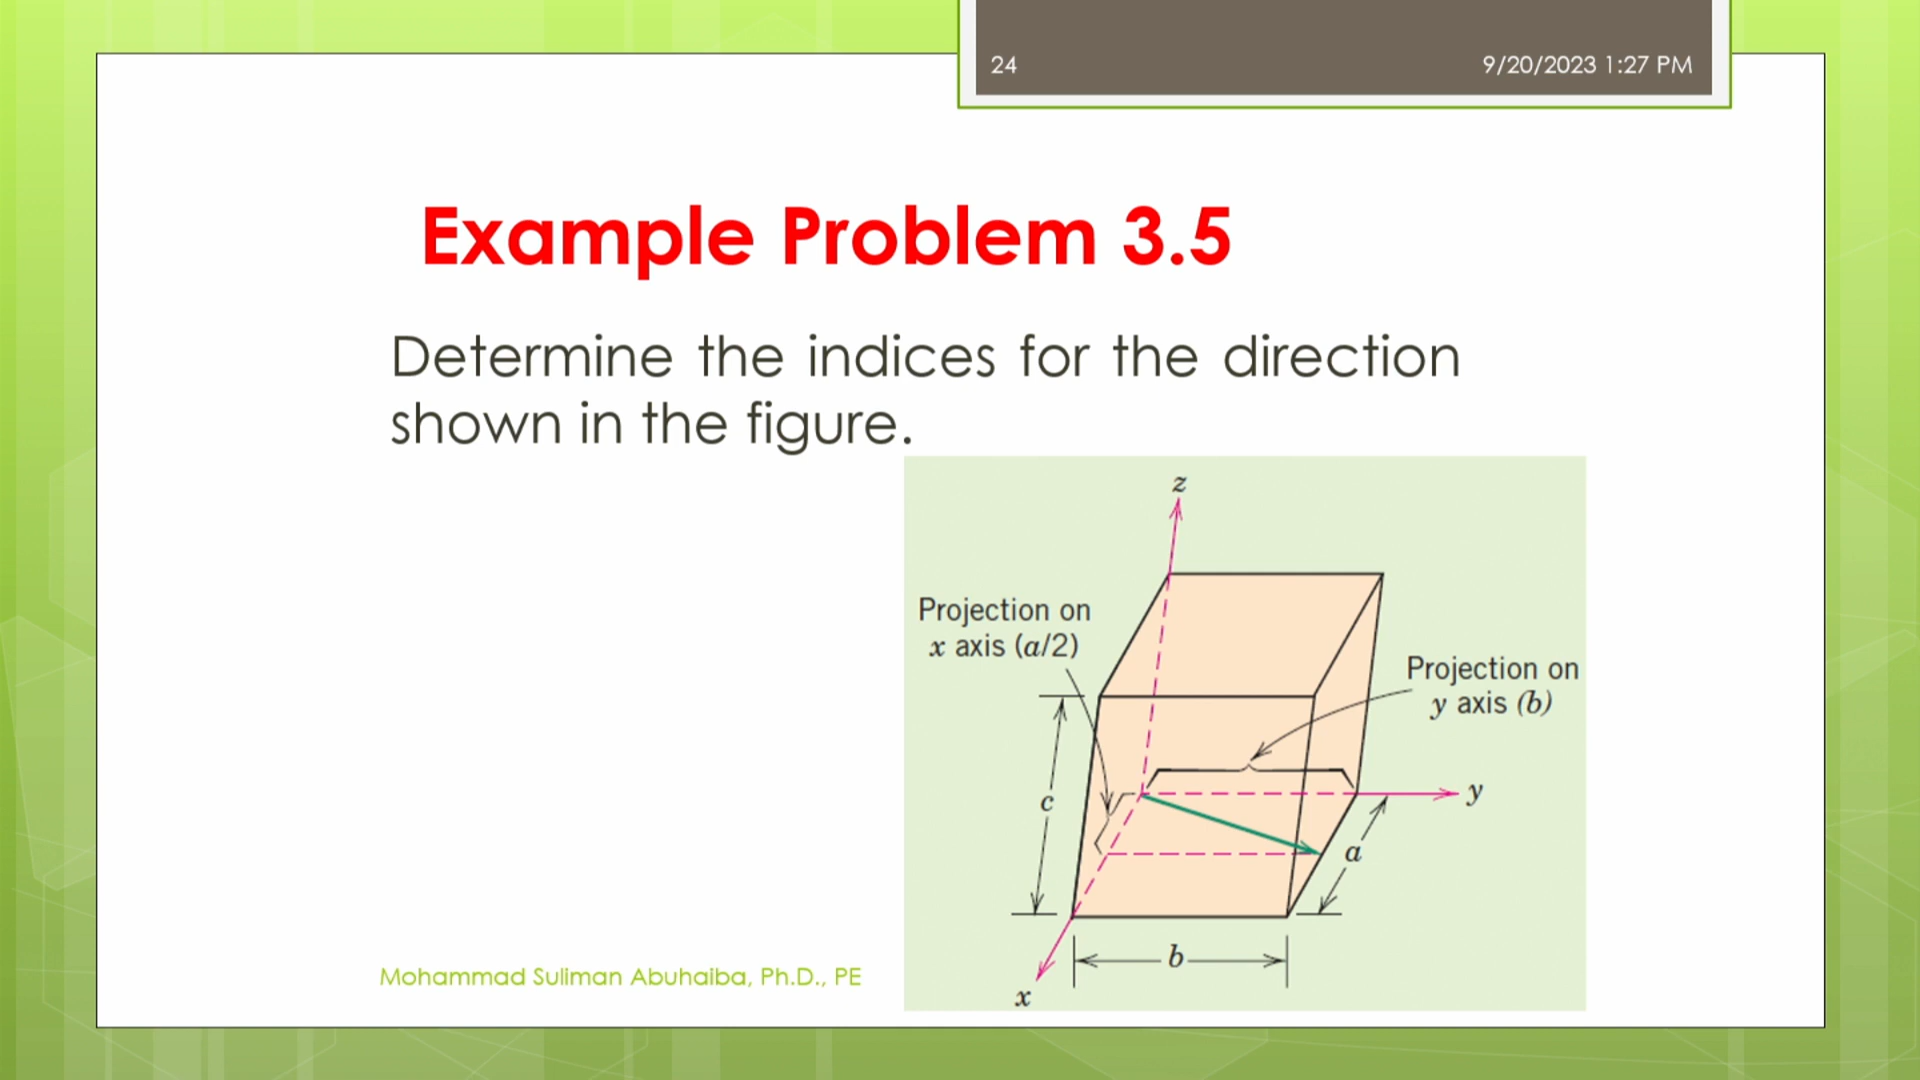 24
9/20/2023 1:27 PM
Example Problem 3.5
Determine the indices for the direction
shown in the figure.
z
Projection on
x axis (a/2)
Projection on
y axis (b)
c
y
a
b
x
Mohammad Suliman Abuhaiba, Ph.D., PE